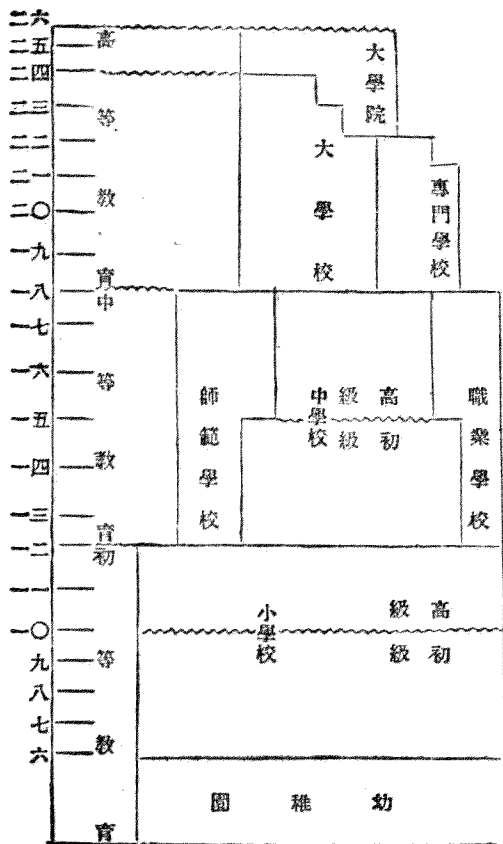 二六
二五
二四
二三
二二
二一
二〇
一九
一八
一七
一六
一五
一四
一三
一二
一一
一〇
九
八
七
六
高等教育
中等教育
初等教育
大學院
大學校
專門學校
師範學校
中學校
高級
初級
職業學校
小學校
高級
初級
幼稚園